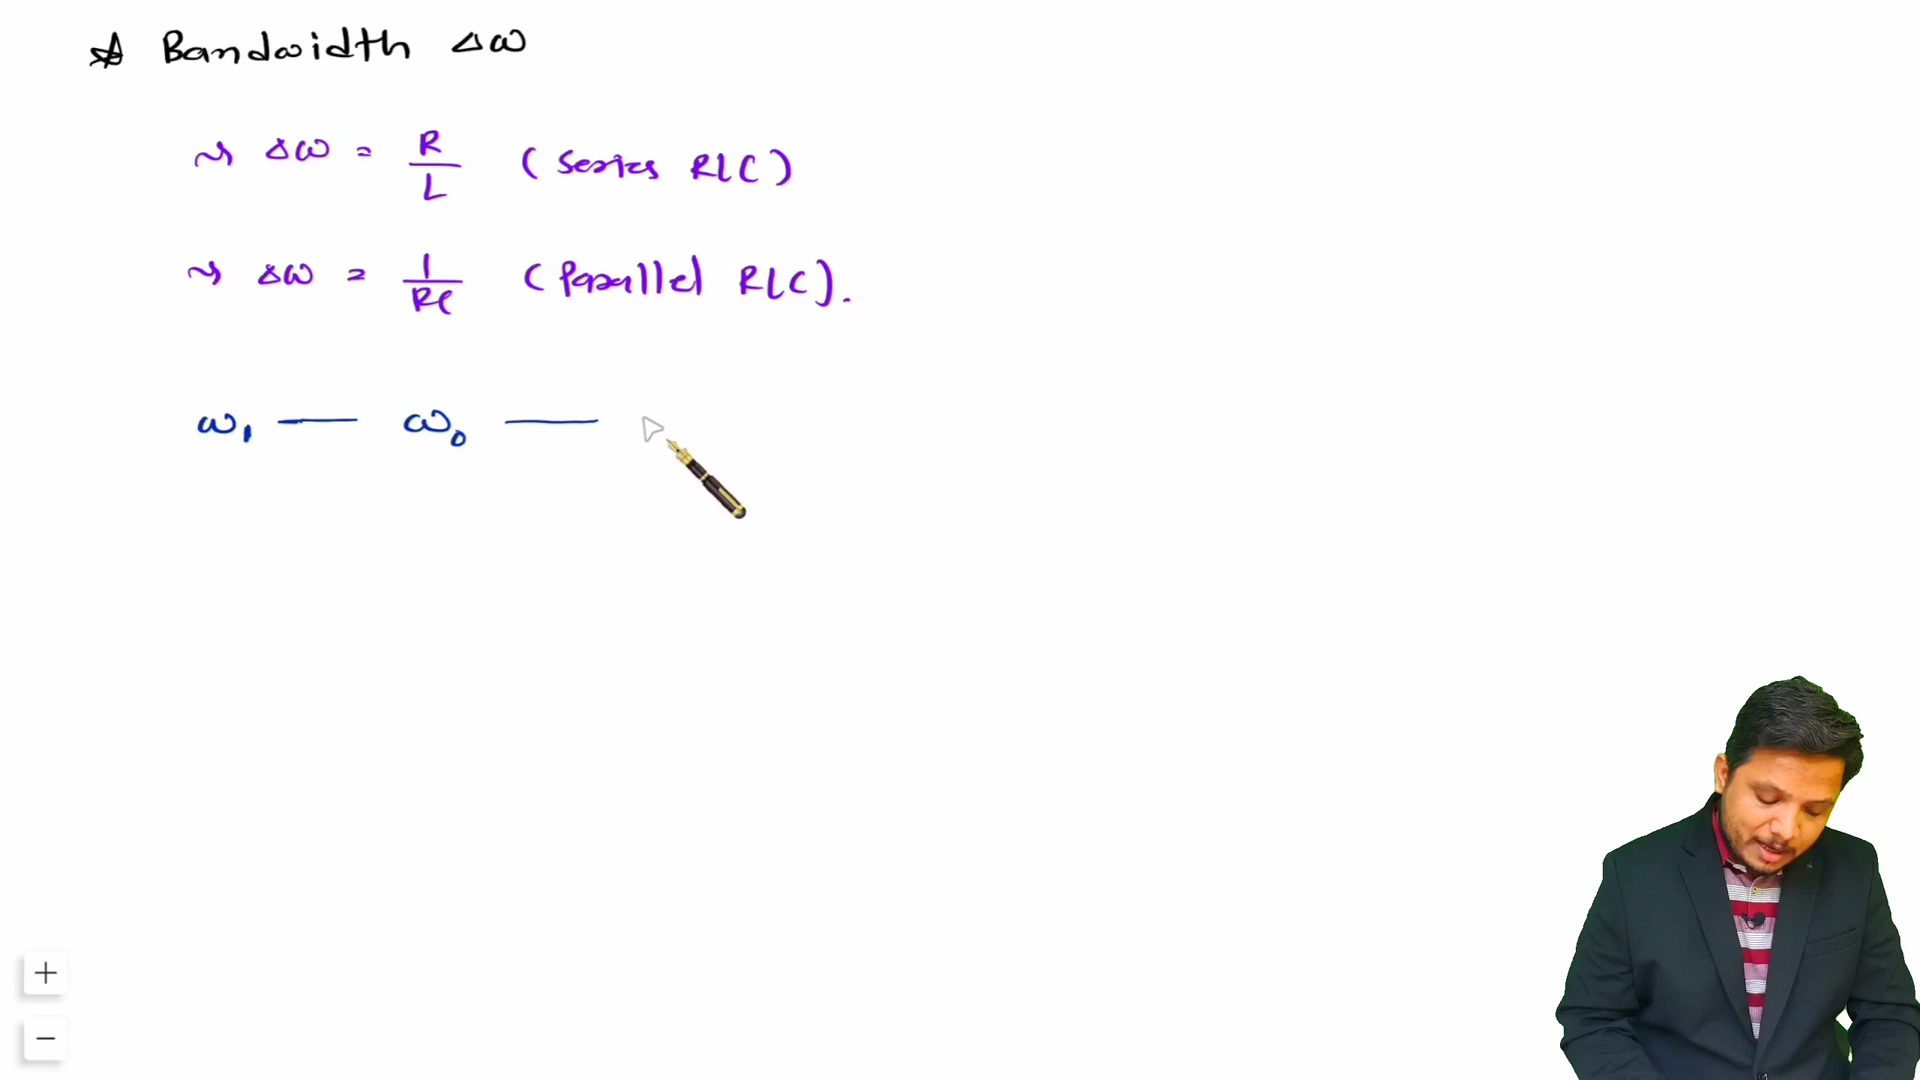 * Bandwidth Δω
~> Δω = R/L (Series RLC)
~> Δω = 1/RC (Parallel RLC).
ω₁ — ω₀ —
+
−